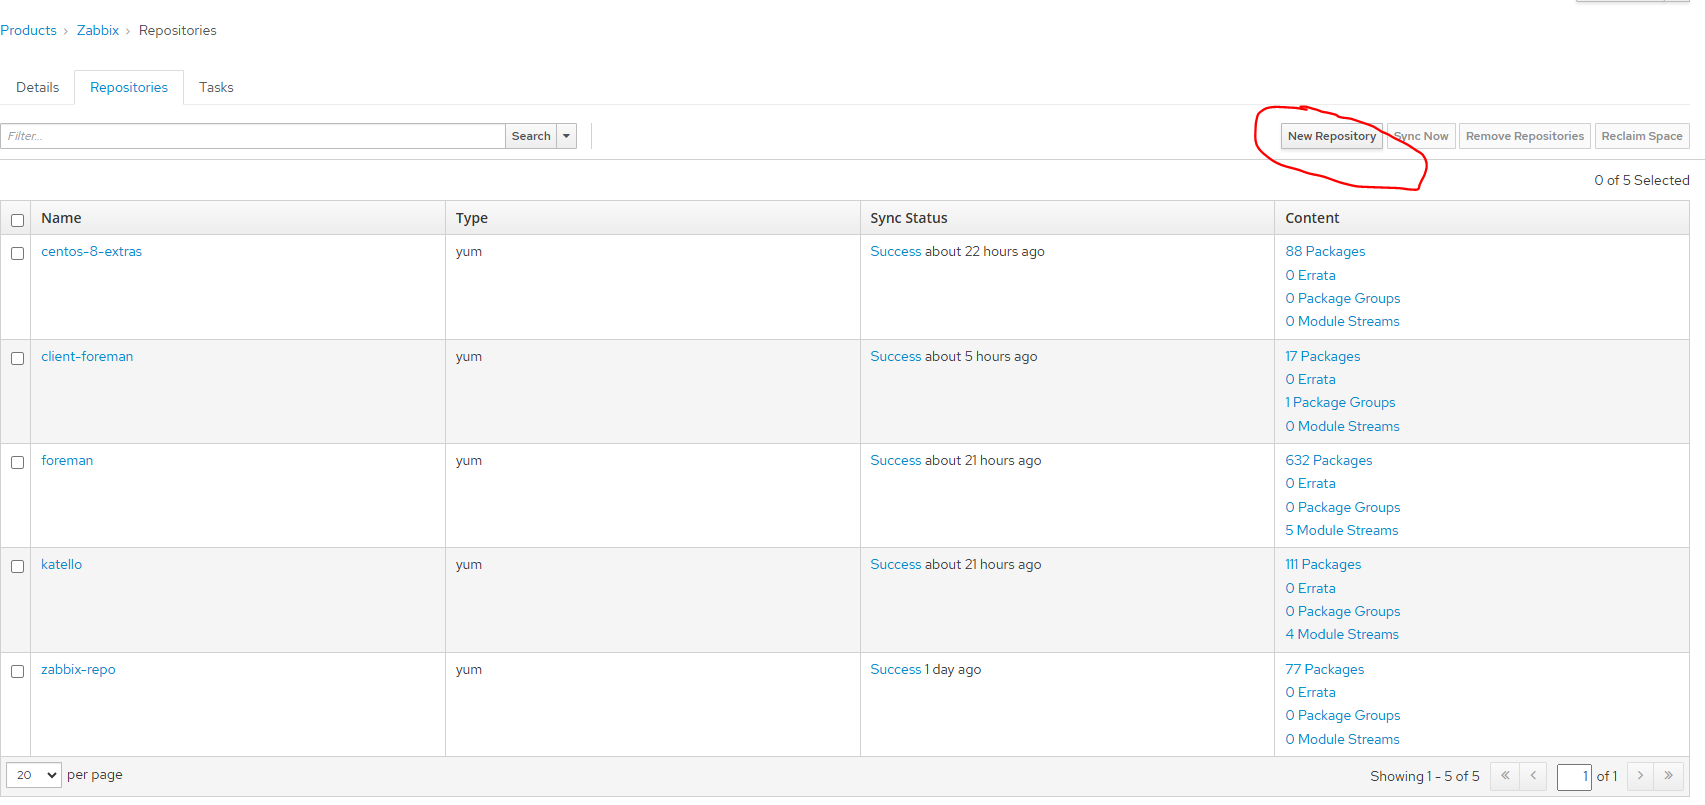 Products › Zabbix › Repositories
Details Repositories Tasks
Filter... Search New Repository Sync Now Remove Repositories Reclaim Space
0 of 5 Selected
Name Type Sync Status Content
centos-8-extras yum Success about 22 hours ago 88 Packages
0 Errata
0 Package Groups
0 Module Streams
client-foreman yum Success about 5 hours ago 17 Packages
0 Errata
1 Package Groups
0 Module Streams
foreman yum Success about 21 hours ago 632 Packages
0 Errata
0 Package Groups
5 Module Streams
katello yum Success about 21 hours ago 111 Packages
0 Errata
0 Package Groups
4 Module Streams
zabbix-repo yum Success 1 day ago 77 Packages
0 Errata
0 Package Groups
0 Module Streams
20 per page Showing 1 - 5 of 5 « ‹ 1 of 1 › »